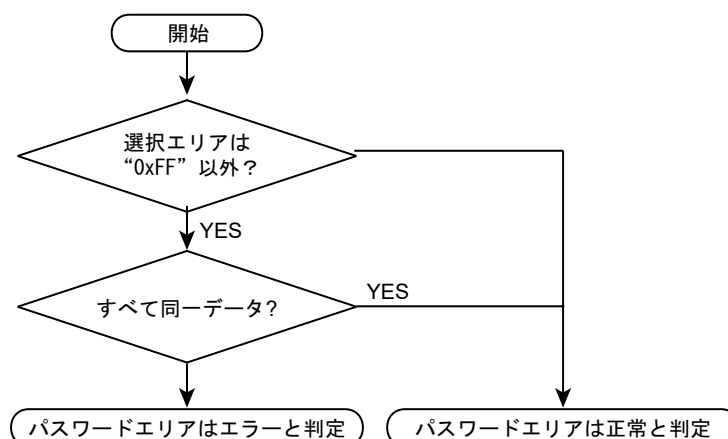 開始
選択エリアは
“0xFF” 以外？
YES
すべて同一データ?
YES
パスワードエリアはエラーと判定
パスワードエリアは正常と判定